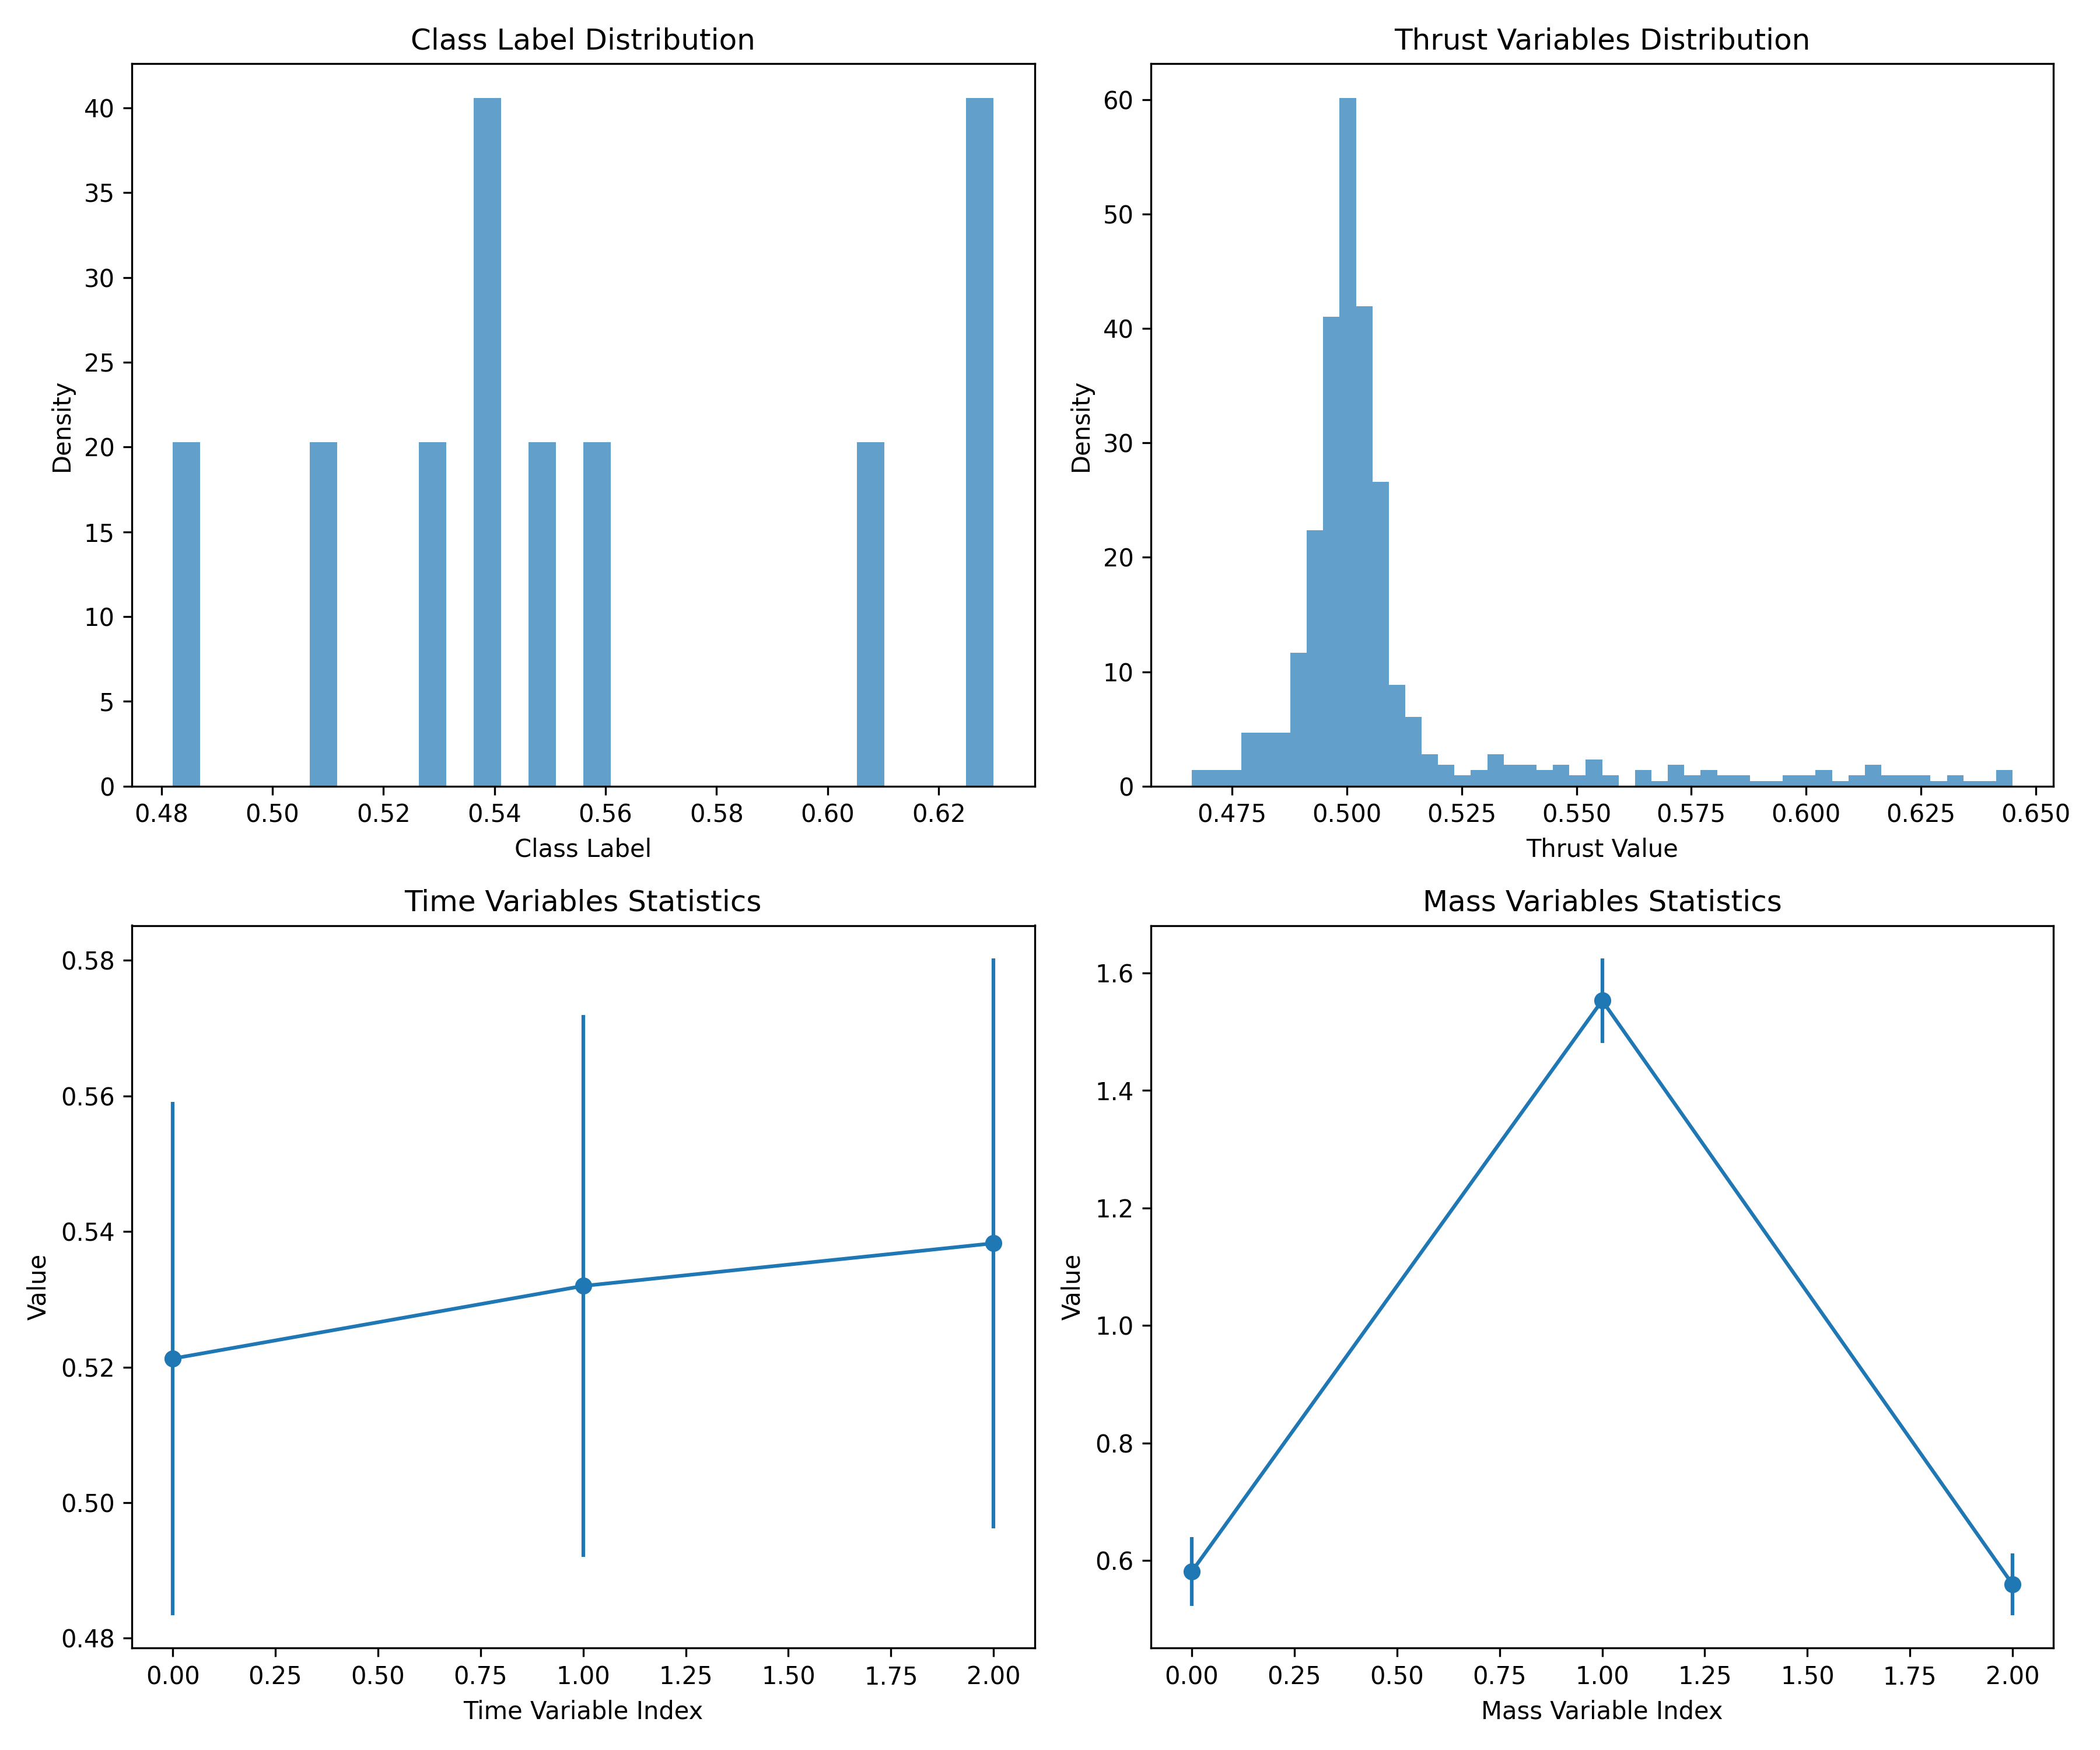 Class Label Distribution
40
35
30
25
20
15
10
5
0
Density
0.48 0.50 0.52 0.54 0.56 0.58 0.60 0.62
Class Label
Thrust Variables Distribution
60
50
40
30
20
10
0
Density
0.475 0.500 0.525 0.550 0.575 0.600 0.625 0.650
Thrust Value
Time Variables Statistics
0.58
0.56
0.54
0.52
0.50
0.48
Value
0.00 0.25 0.50 0.75 1.00 1.25 1.50 1.75 2.00
Time Variable Index
Mass Variables Statistics
1.6
1.4
1.2
1.0
0.8
0.6
Value
0.00 0.25 0.50 0.75 1.00 1.25 1.50 1.75 2.00
Mass Variable Index